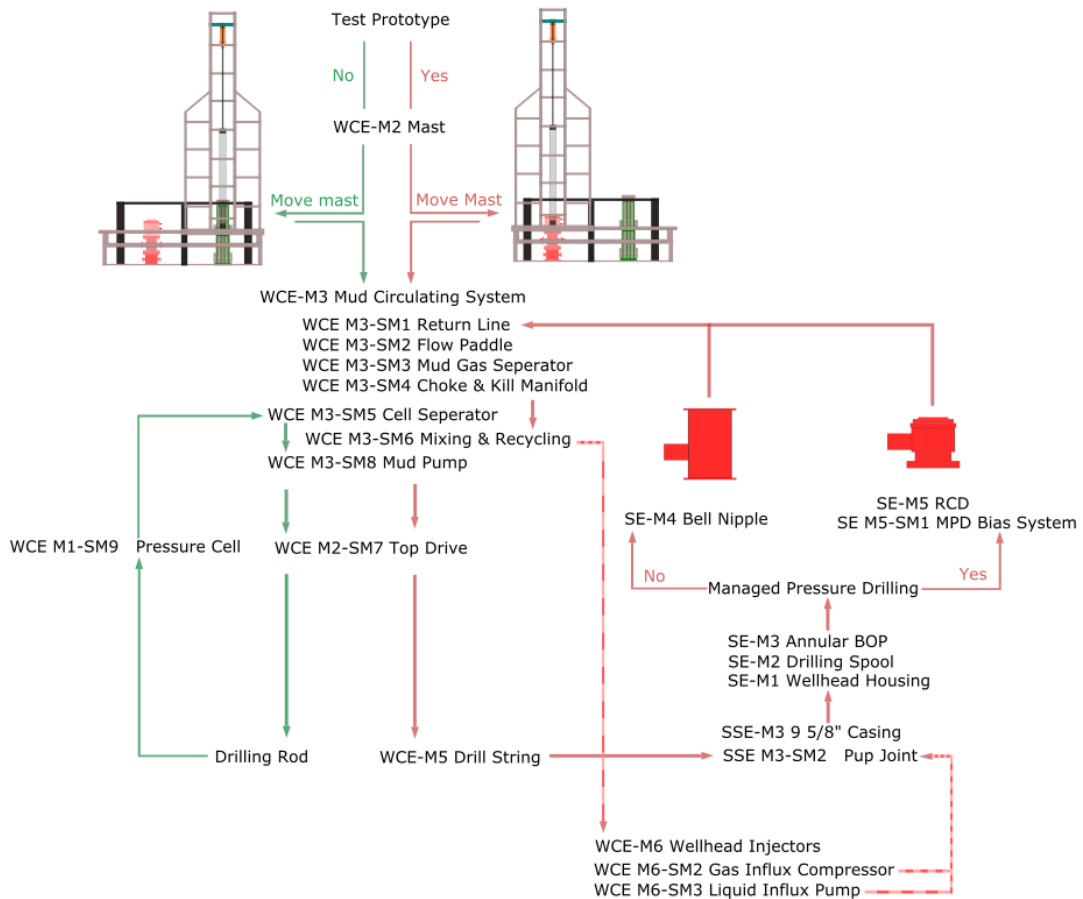 Test Prototype
No
Yes
WCE-M2 Mast
Move mast
Move Mast
WCE-M3 Mud Circulating System
WCE M3-SM1 Return Line
WCE M3-SM2 Flow Paddle
WCE M3-SM3 Mud Gas Seperator
WCE M3-SM4 Choke & Kill Manifold
WCE M3-SM5 Cell Seperator
WCE M3-SM6 Mixing & Recycling
WCE M3-SM8 Mud Pump
SE-M5 RCD
SE-M4 Bell Nipple
SE M5-SM1 MPD Bias System
WCE M1-SM9 Pressure Cell
WCE M2-SM7 Top Drive
No
Yes
Managed Pressure Drilling
SE-M3 Annular BOP
SE-M2 Drilling Spool
SE-M1 Wellhead Housing
SSE-M3 9 5/8" Casing
Drilling Rod
WCE-M5 Drill String
SSE M3-SM2 Pup Joint
WCE-M6 Wellhead Injectors
WCE M6-SM2 Gas Influx Compressor
WCE M6-SM3 Liquid Influx Pump